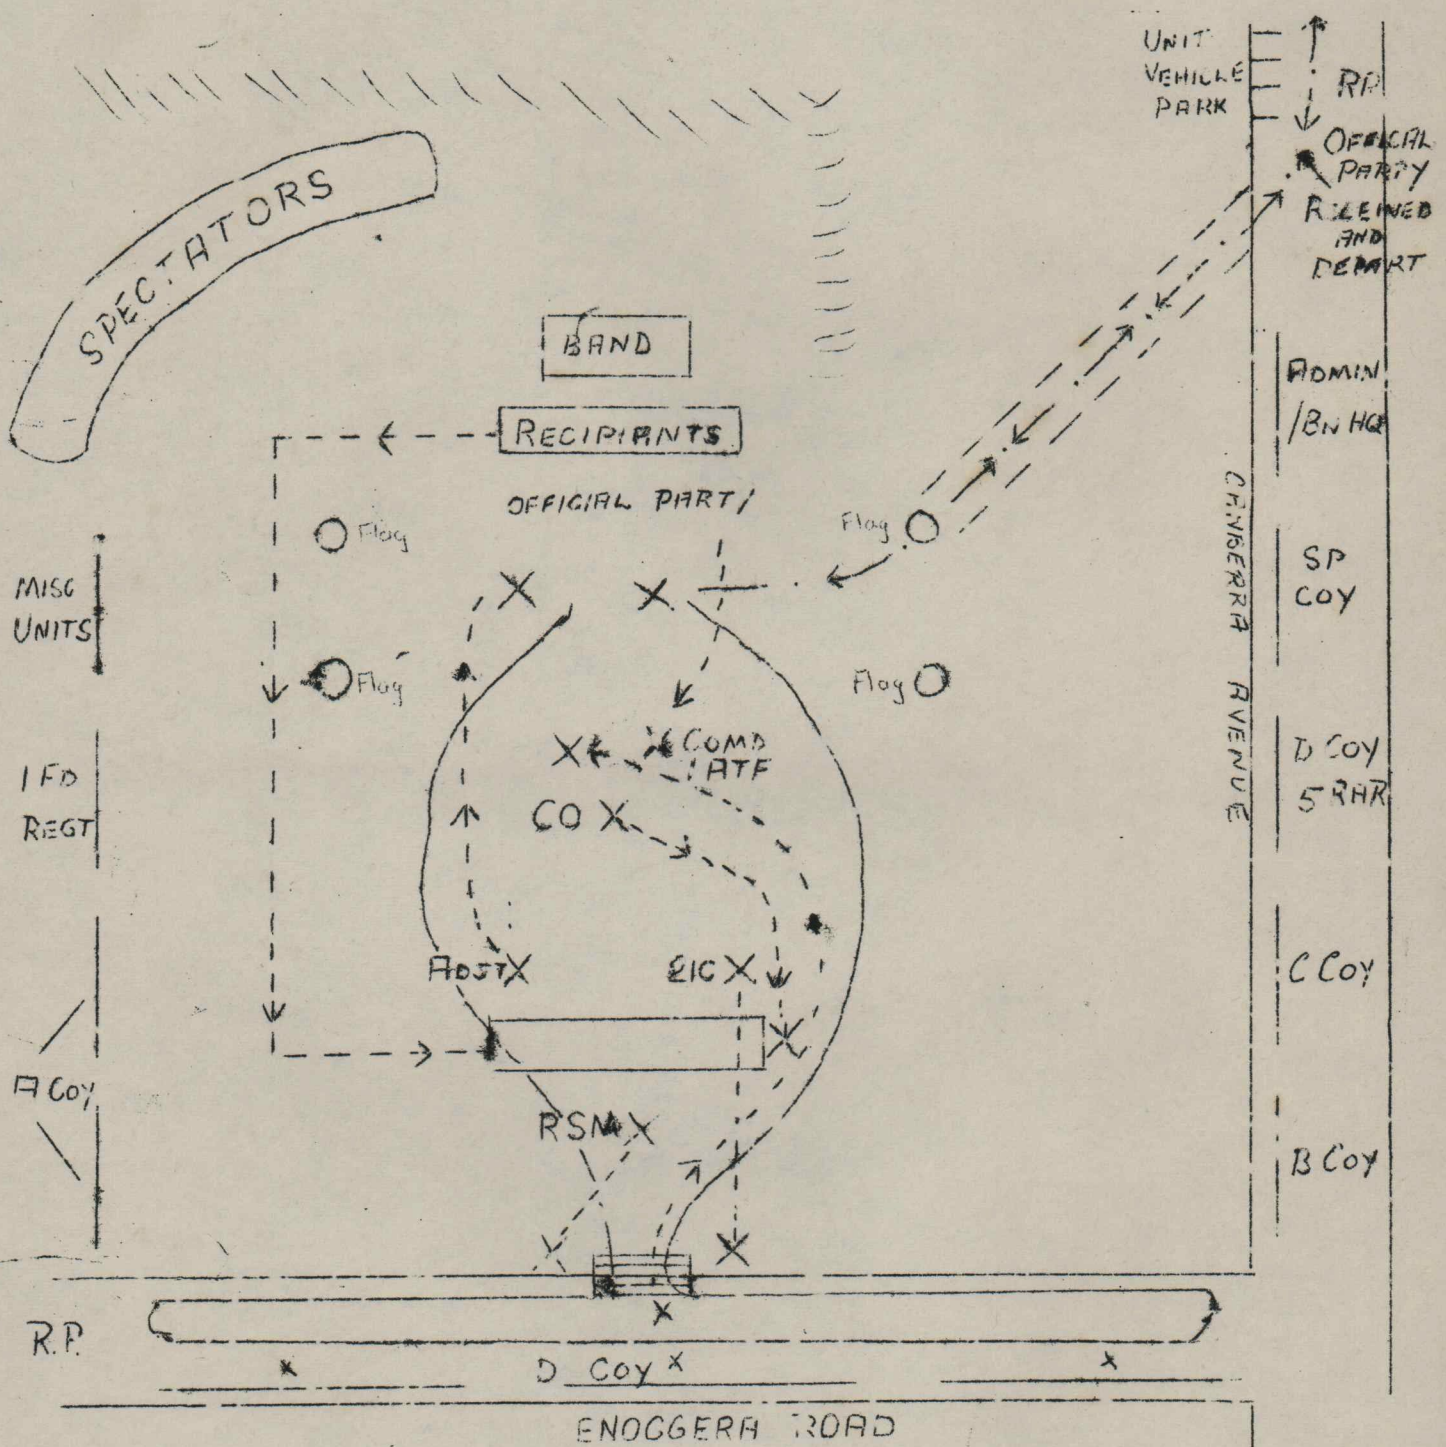 UNIT
VEHICLE
PARK
RP
OFFICAL
PARTY
RECEIVED
AND
DEPART
SPECTATORS
BAND
RECIPIANTS
OFFICIAL PARTY
Flag
Flag
Flag
Flag
ADMIN
/BN HQ
CANBERRA AVENUE
SP
COY
MISC
UNITS
COMD
1ATF
D COY
5 RAR
1 FD
REGT
CO
ADJT
2IC
C COY
A COY
RSM
B COY
R.P.
D COY
ENOGGERA ROAD